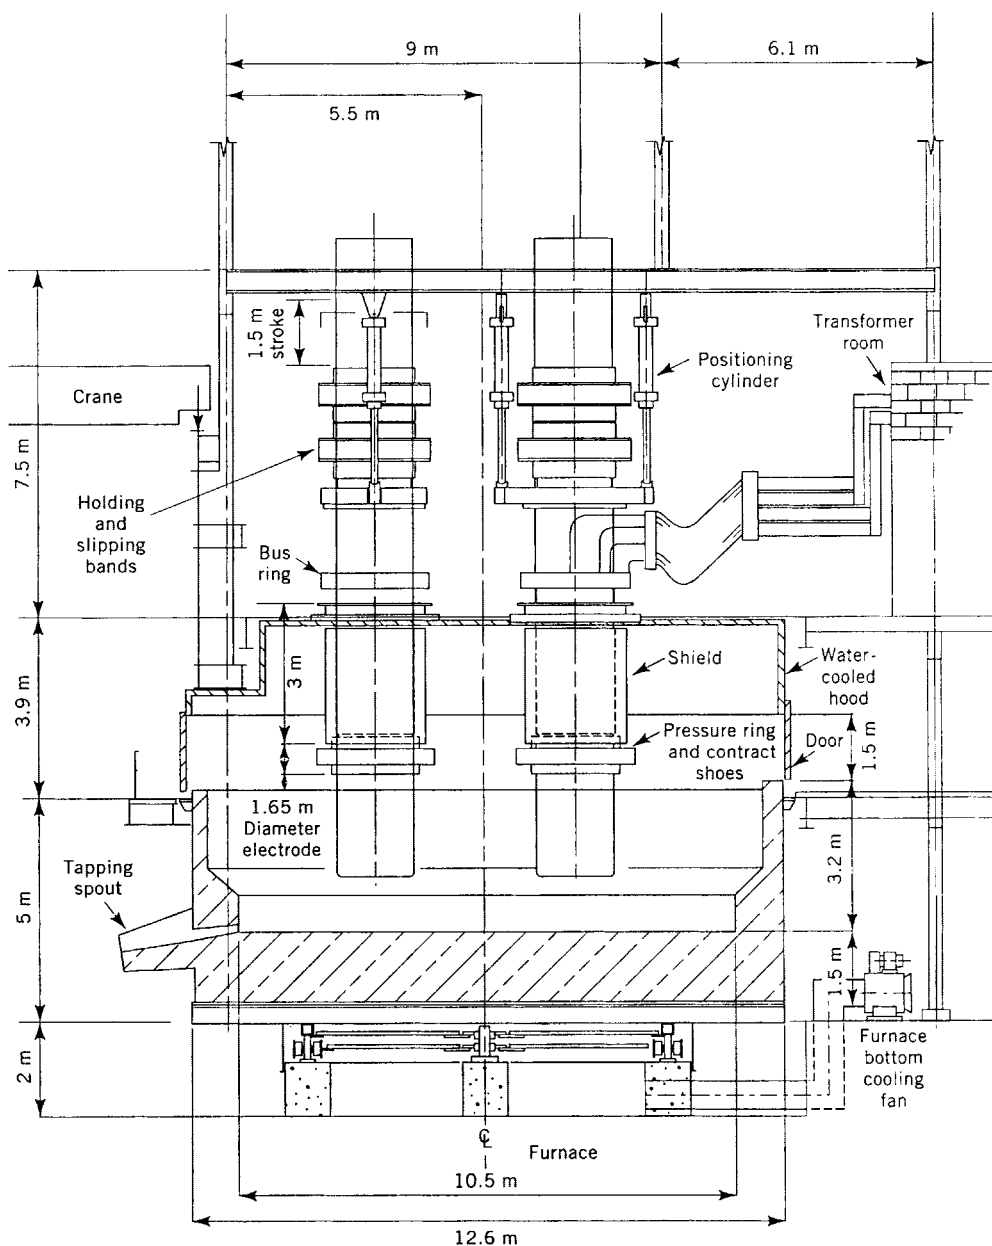 9 m
6.1 m
5.5 m
1.5 m
stroke
Transformer
room
Positioning
cylinder
Crane
7.5 m
Holding
and
slipping
bands
Bus
ring
3 m
Shield
Water-
cooled
hood
3.9 m
Pressure ring
and contract
shoes
Door
1.5 m
1.65 m
Diameter
electrode
3.2 m
Tapping
spout
5 m
1.5 m
Furnace
bottom
cooling
fan
2 m
℄
Furnace
10.5 m
12.6 m